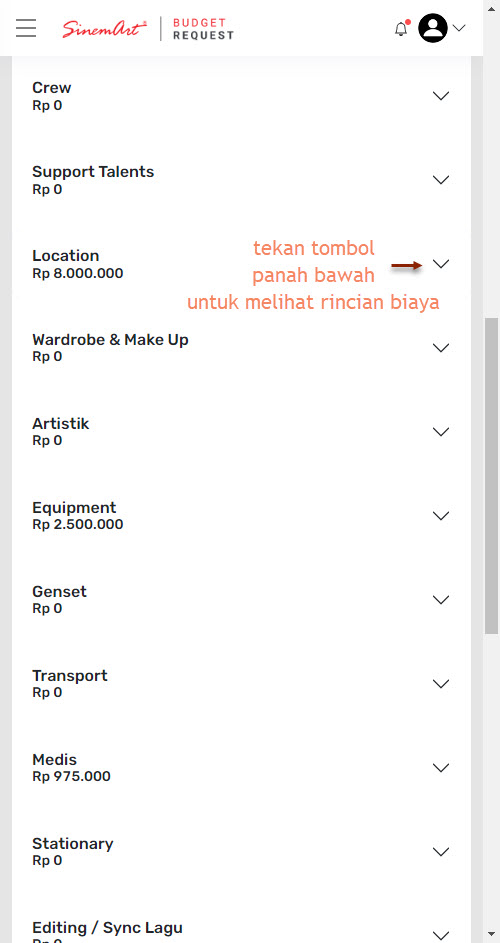 SinemArt
BUDGET
REQUEST
Crew
Rp 0
Support Talents
Rp 0
Location
Rp 8.000.000
tekan tombol
panah bawah
untuk melihat rincian biaya
Wardrobe & Make Up
Rp 0
Artistik
Rp 0
Equipment
Rp 2.500.000
Genset
Rp 0
Transport
Rp 0
Medis
Rp 975.000
Stationary
Rp 0
Editing / Sync Lagu
Rp 0